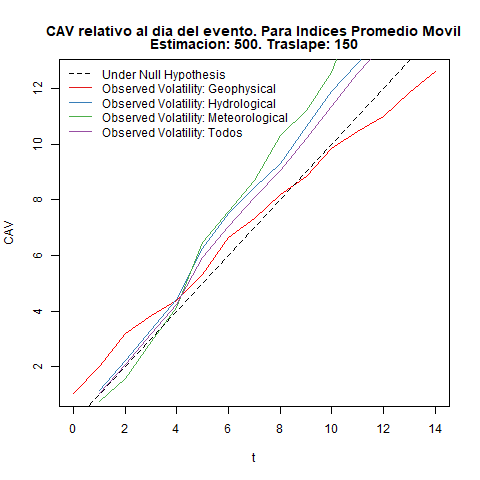 CAV relativo al dia del evento. Para Indices Promedio Movil
Estimacion: 500. Traslape: 150
Under Null Hypothesis
Observed Volatility: Geophysical
Observed Volatility: Hydrological
Observed Volatility: Meteorological
Observed Volatility: Todos
CAV
12
10
8
6
4
2
0 2 4 6 8 10 12 14
t